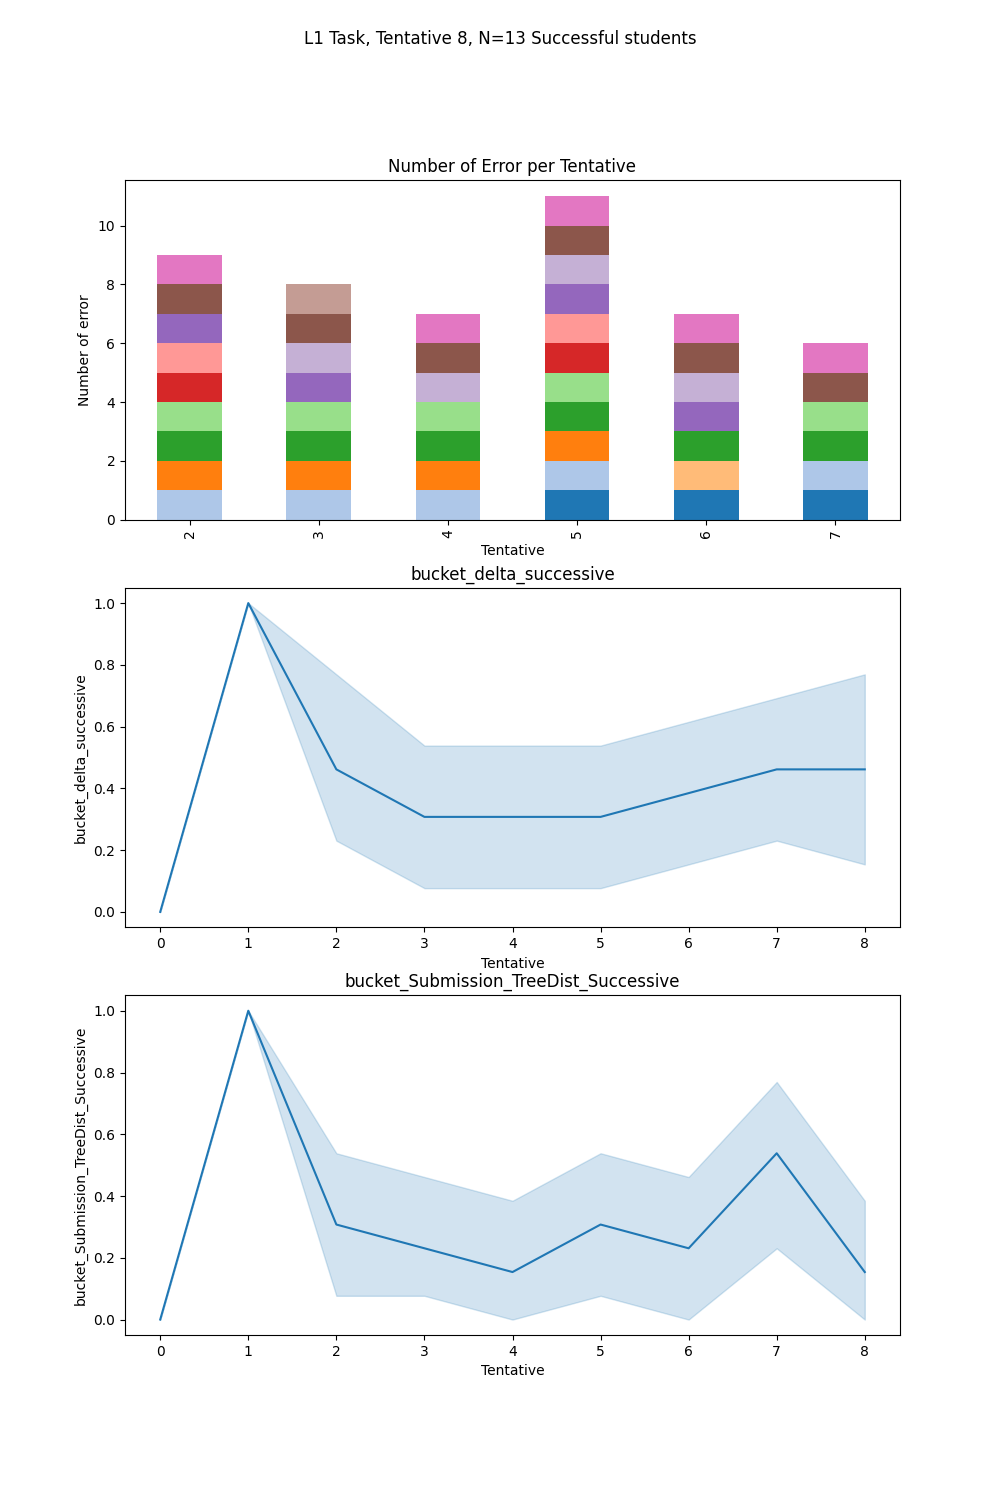 L1 Task, Tentative 8, N=13 Successful students
Number of Error per Tentative
Number of error
10
8
6
4
2
0
2
3
4
5
6
7
Tentative
bucket_delta_successive
bucket_delta_successive
1.0
0.8
0.6
0.4
0.2
0.0
0 1 2 3 4 5 6 7 8
Tentative
bucket_Submission_TreeDist_Successive
bucket_Submission_TreeDist_Successive
1.0
0.8
0.6
0.4
0.2
0.0
0 1 2 3 4 5 6 7 8
Tentative